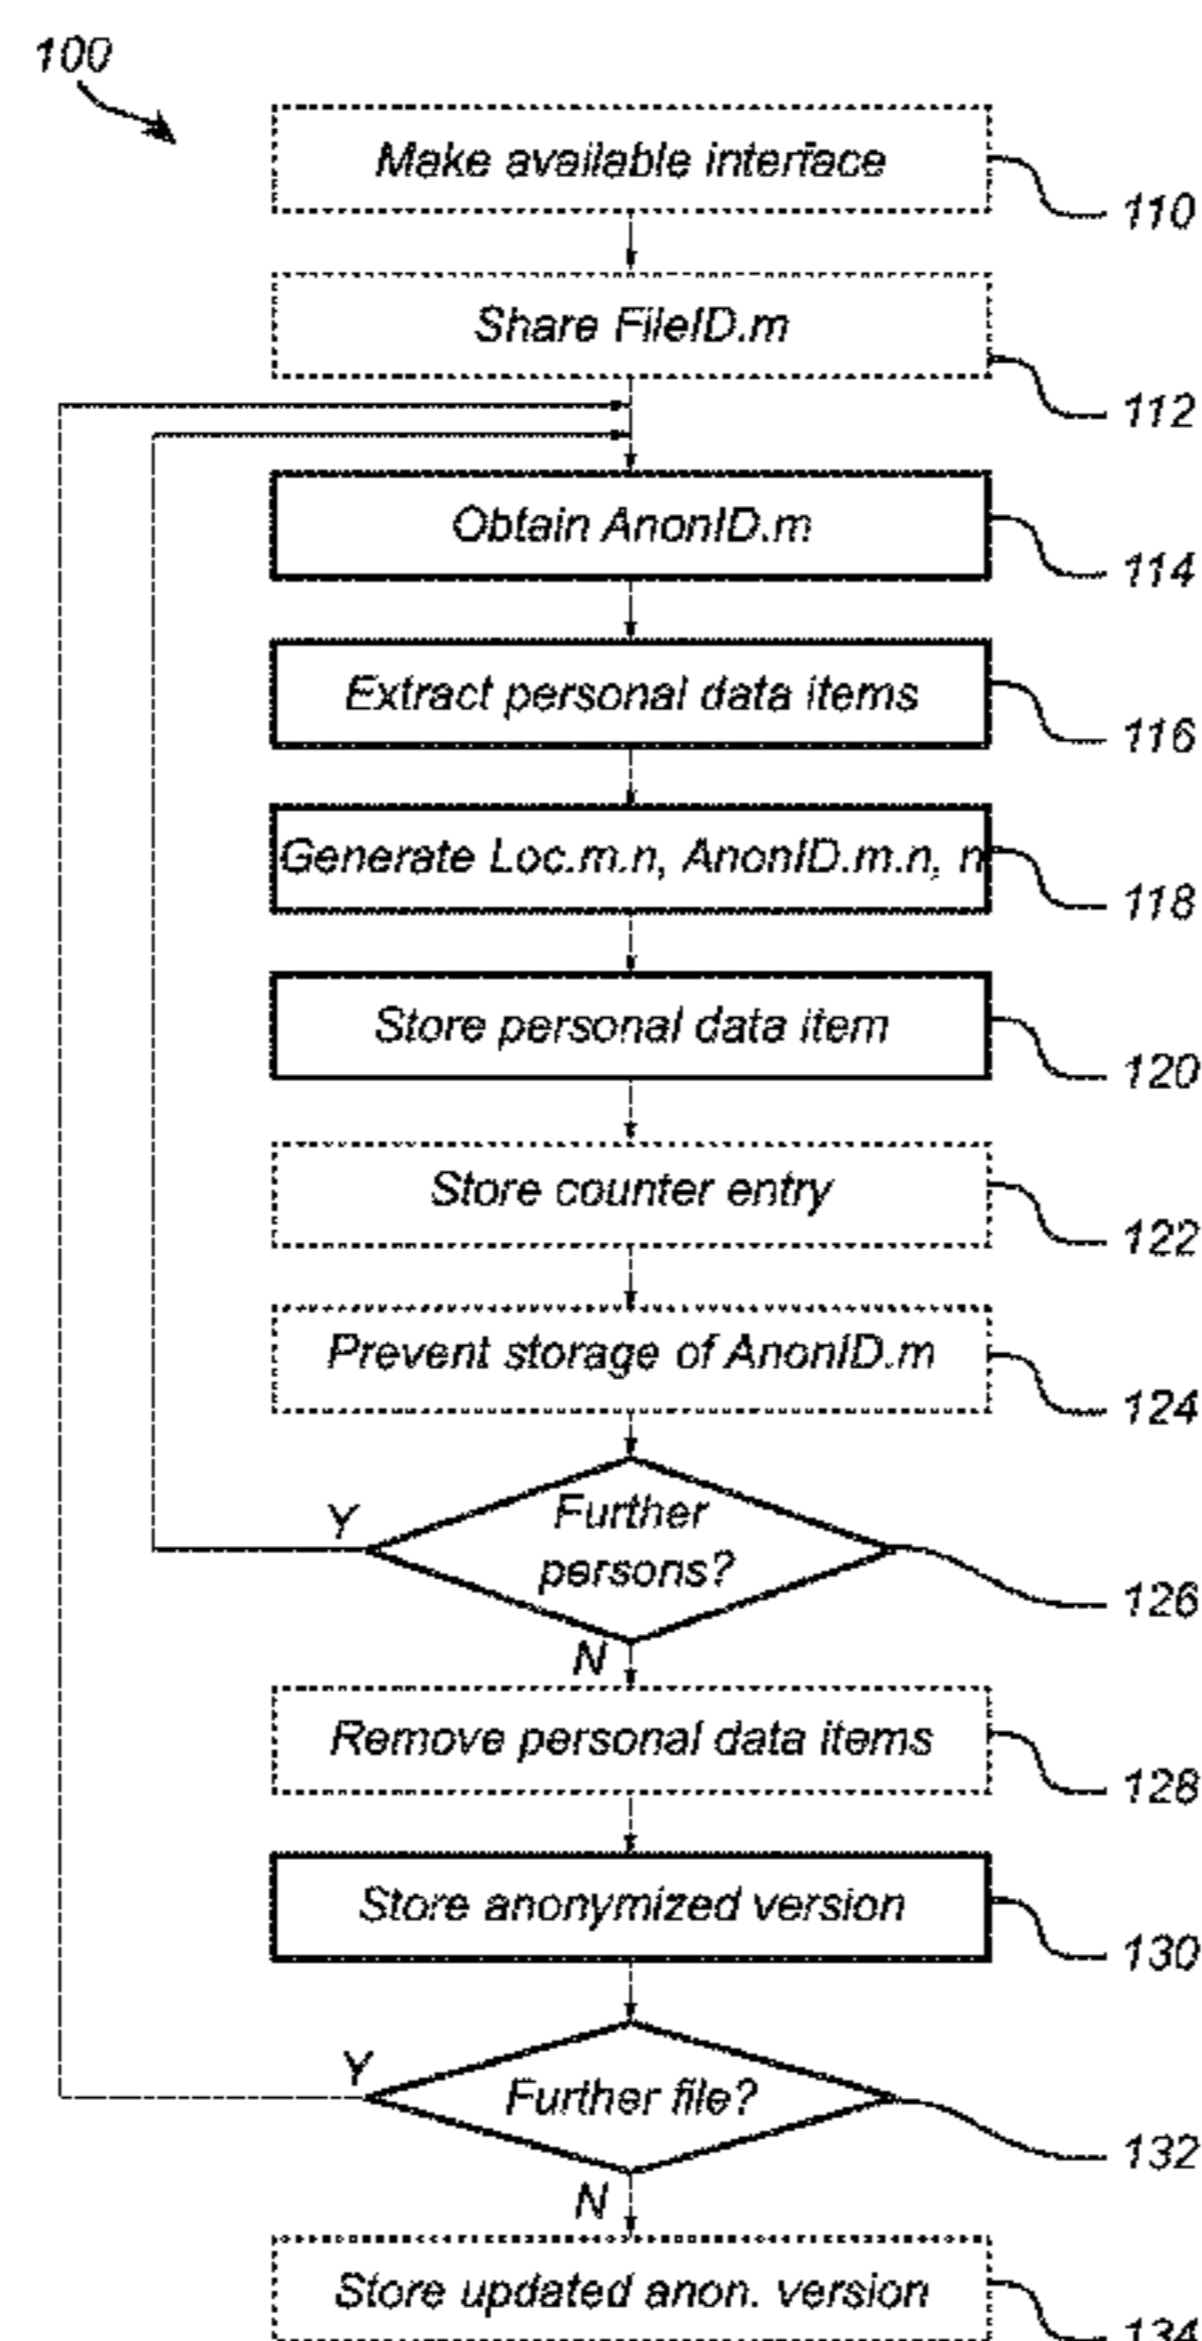 100
Make available interface
110
Share FileID.m
112
Obtain AnonID.m
114
Extract personal data items
116
Generate Loc.m.n, AnonID.m.n, n
118
Store personal data item
120
Store counter entry
122
Prevent storage of AnonID.m
124
Further
persons?
Y
126
N
Remove personal data items
128
Store anonymized version
130
Y
Further file?
132
N
Store updated anon. version
134